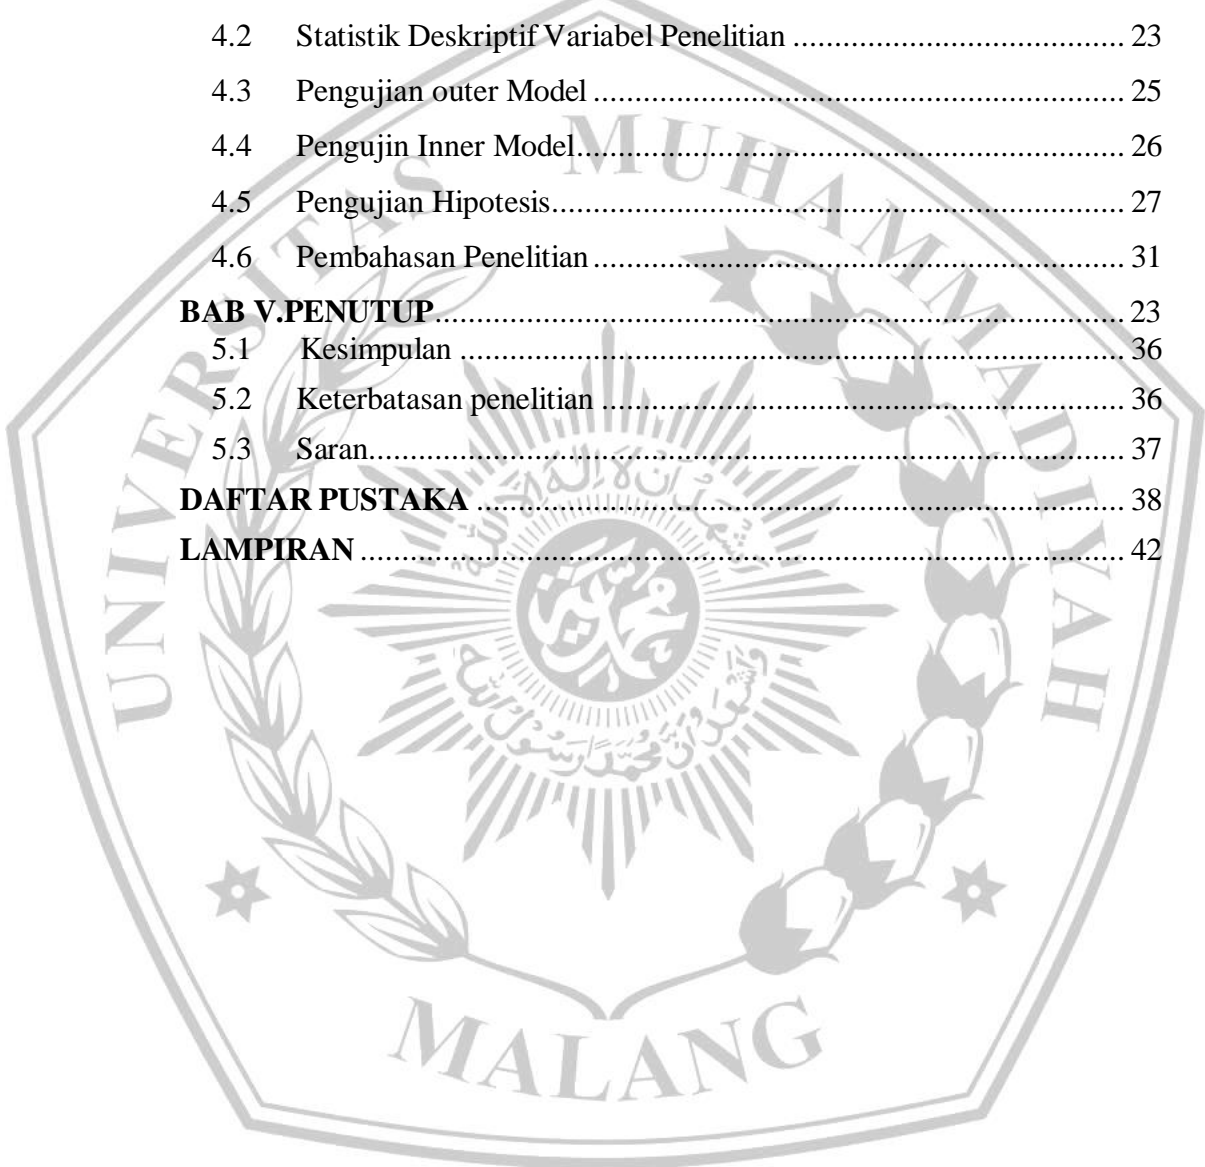 4.2 Statistik Deskriptif Variabel Penelitian ........................................ 23
4.3 Pengujian outer Model ................................................................ 25
4.4 Pengujin Inner Model.................................................................. 26
4.5 Pengujian Hipotesis..................................................................... 27
4.6 Pembahasan Penelitian ................................................................ 31
BAB V.PENUTUP................................................................................... 23
5.1 Kesimpulan ................................................................................ 36
5.2 Keterbatasan penelitian ............................................................... 36
5.3 Saran........................................................................................... 37
DAFTAR PUSTAKA .............................................................................. 38
LAMPIRAN ............................................................................................ 42
UNIVERSITAS MUHAMMADIYAH
MALANG